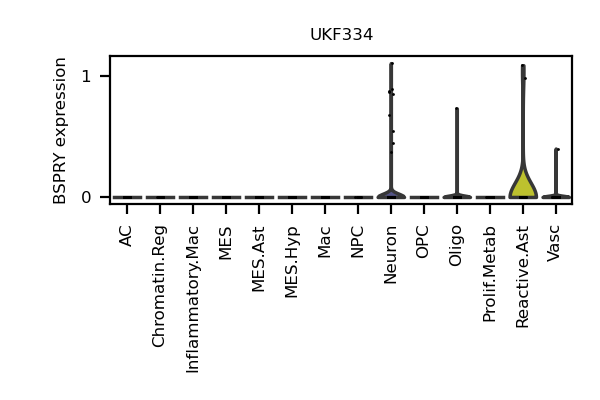 UKF334
BSPRY expression
1
0
AC
Chromatin.Reg
Inflammatory.Mac
MES
MES.Ast
MES.Hyp
Mac
NPC
Neuron
OPC
Oligo
Prolif.Metab
Reactive.Ast
Vasc